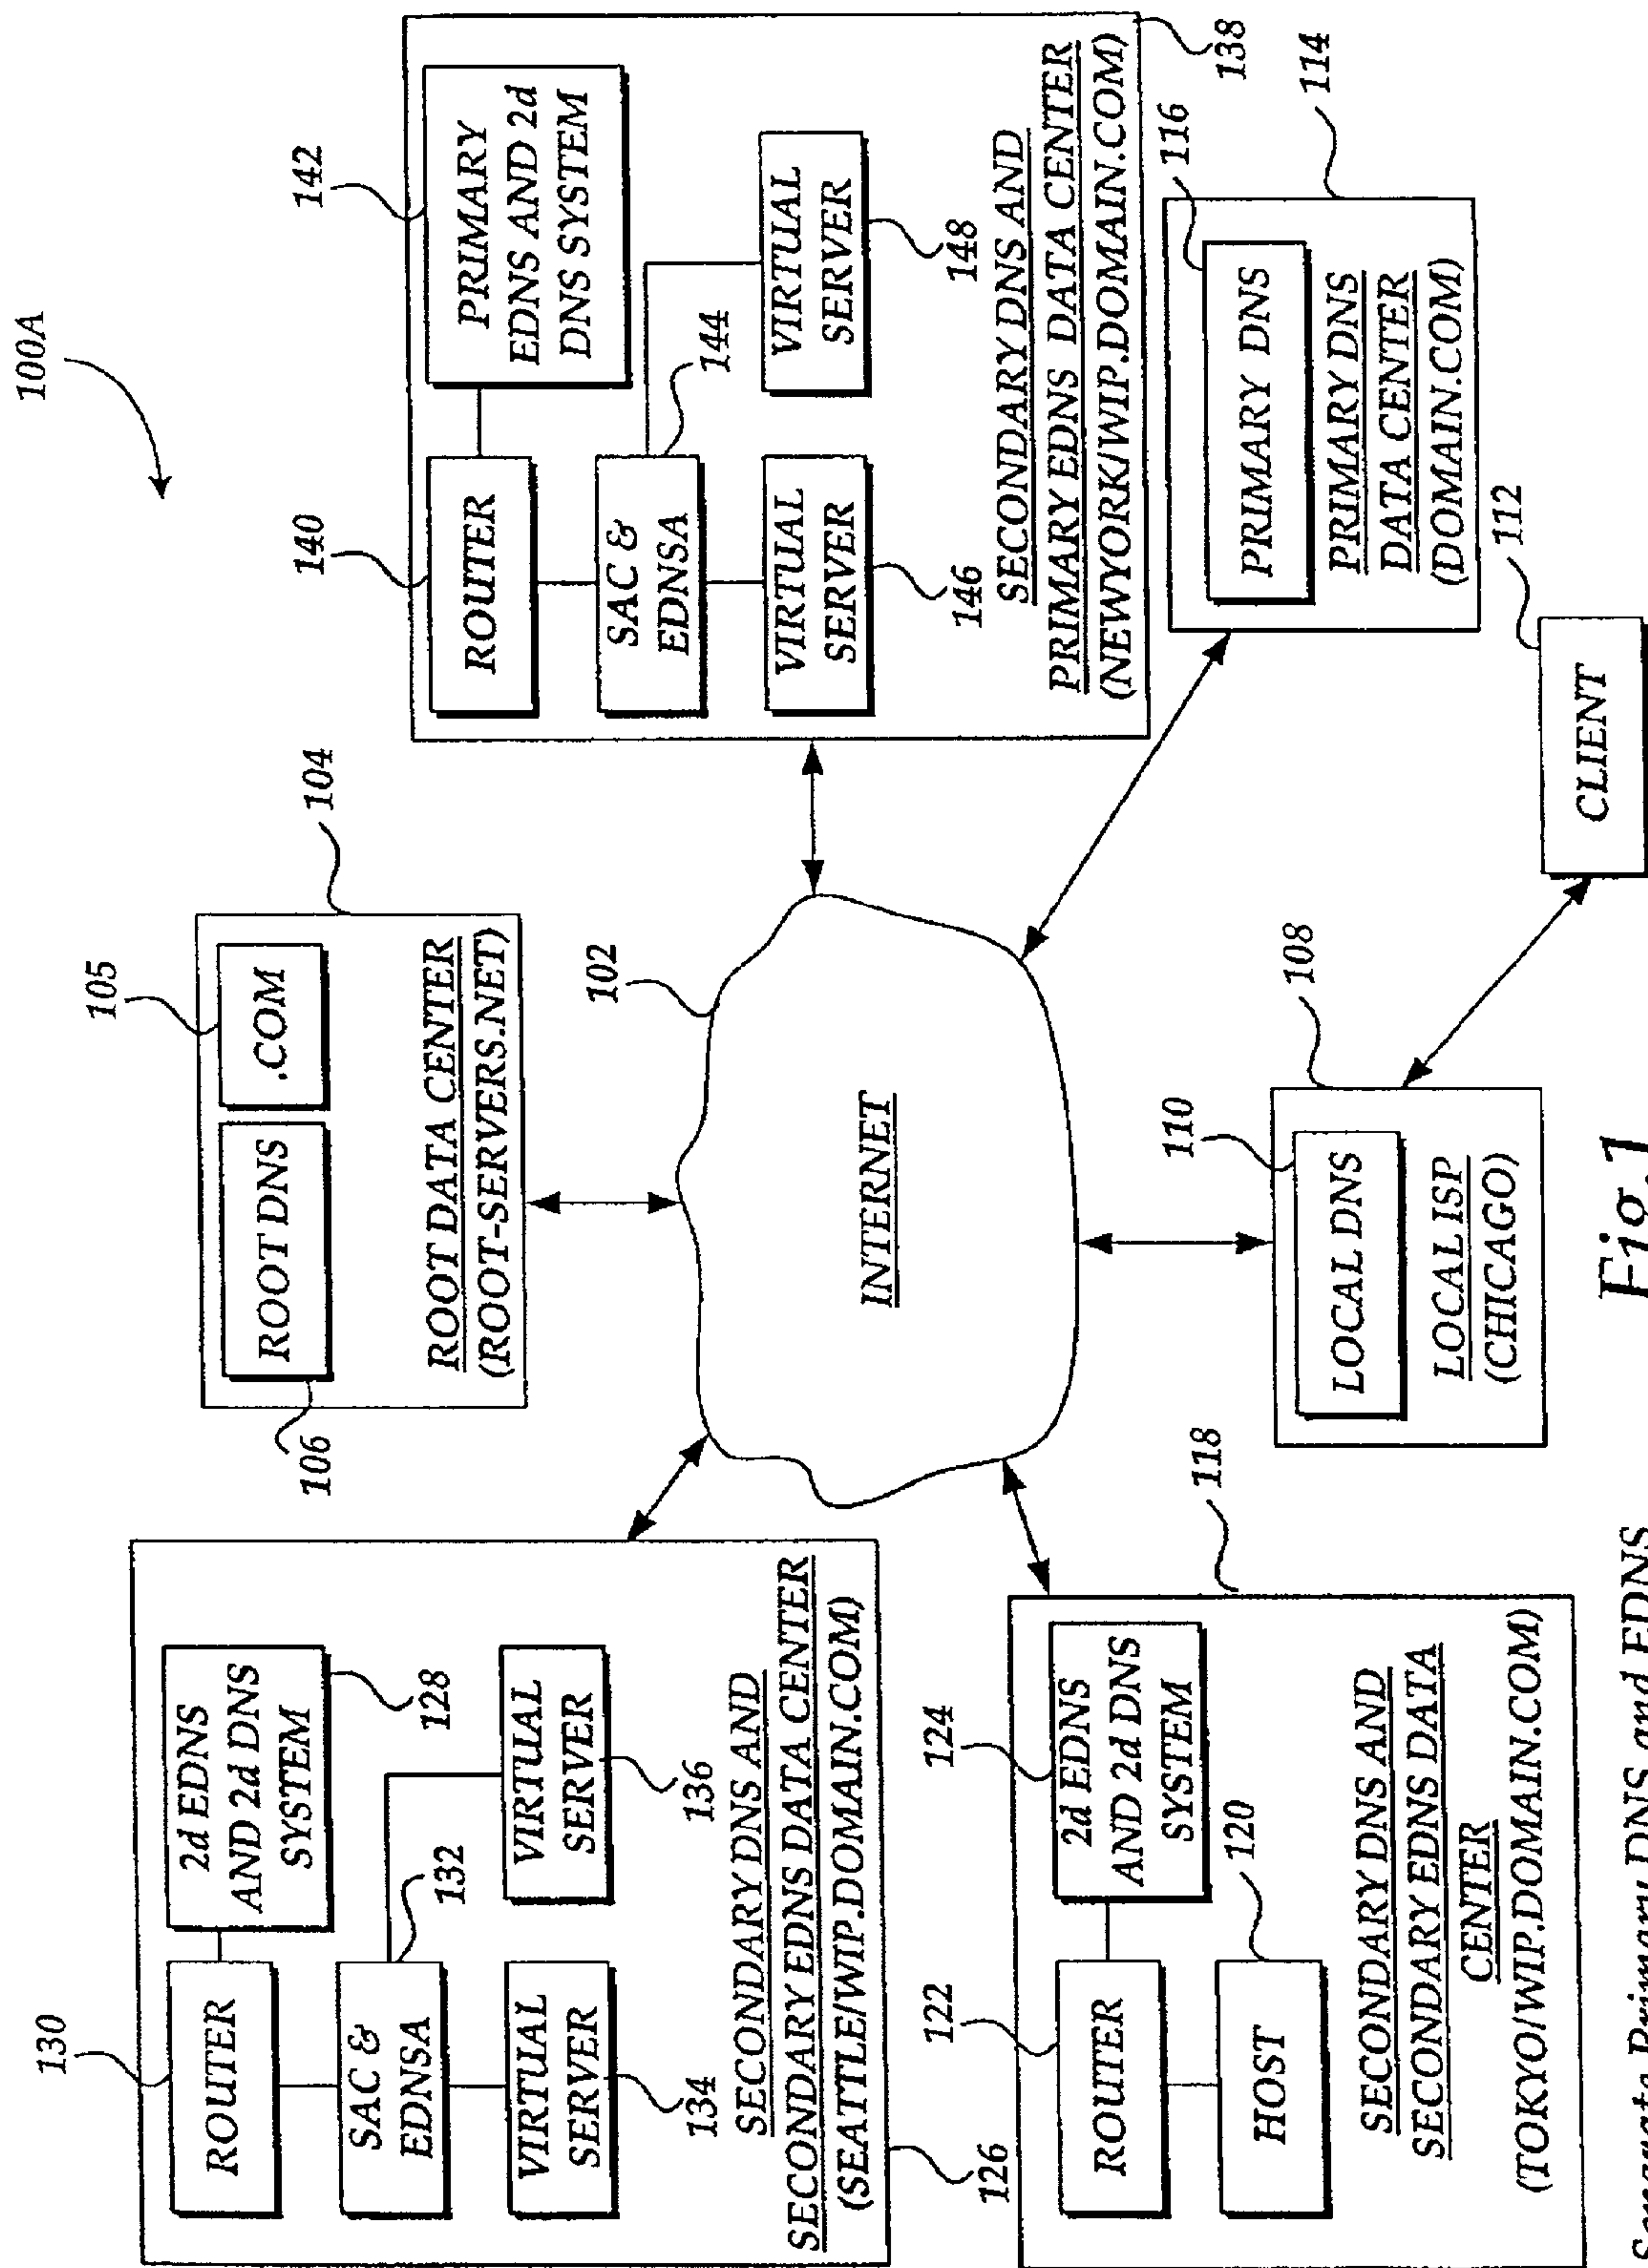 100A
130
ROUTER
2d EDNS
AND 2d DNS
SYSTEM
128
SAC &
EDNSA
132
VIRTUAL
SERVER
134
VIRTUAL
SERVER
136
SECONDARY DNS AND
SECONDARY EDNS DATA CENTER
(SEATTLE/WIP.DOMAIN.COM)
126
106
ROOT DNS
105
.COM
ROOT DATA CENTER
(ROOT-SERVERS.NET)
104
140
ROUTER
142
PRIMARY
EDNS AND 2d
DNS SYSTEM
SAC &
EDNSA
144
VIRTUAL
SERVER
146
VIRTUAL
SERVER
148
SECONDARY DNS AND
PRIMARY EDNS DATA CENTER
(NEWYORK/WIP.DOMAIN.COM)
138
102
INTERNET
122
ROUTER
124
2d EDNS
AND 2d DNS
SYSTEM
HOST
120
SECONDARY DNS AND
SECONDARY EDNS DATA
CENTER
(TOKYO/WIP.DOMAIN.COM)
118
110
LOCAL DNS
LOCAL ISP
(CHICAGO)
108
116
PRIMARY DNS
PRIMARY DNS
DATA CENTER
(DOMAIN.COM)
114
CLIENT
112
Separate Primary DNS and EDNS
Fig.1